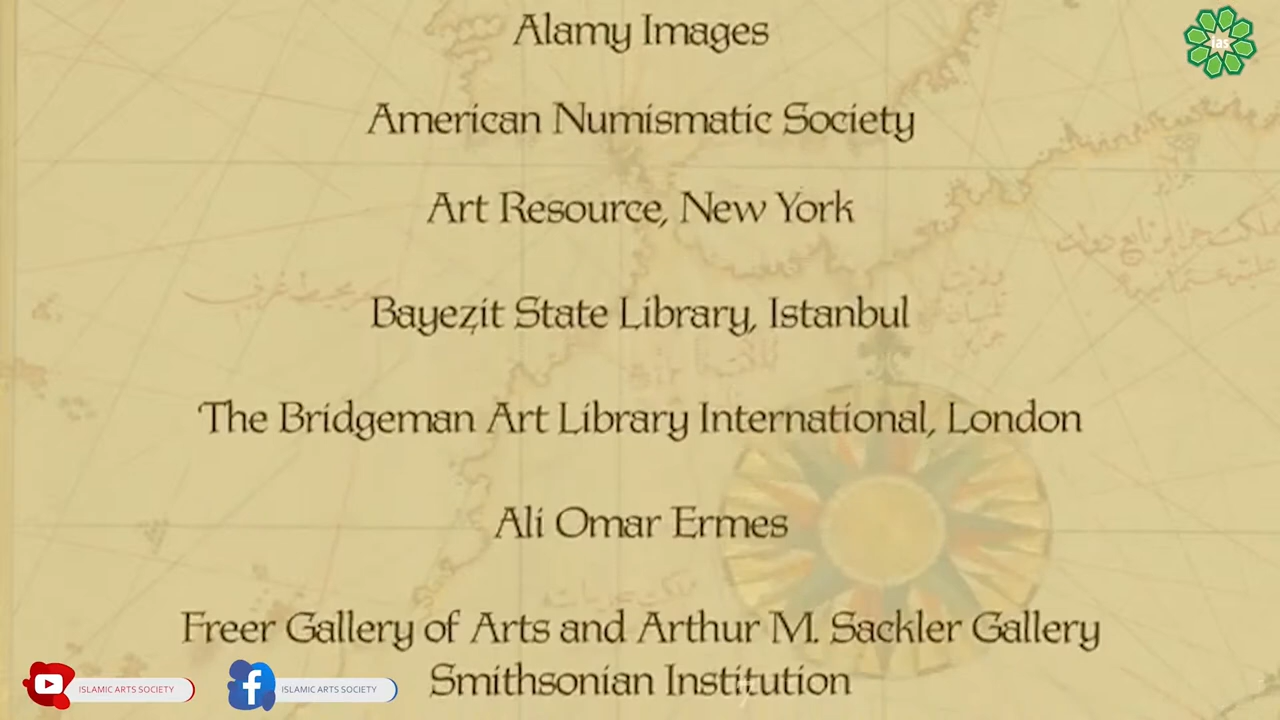 Alamy Images
ias
American Numismatic Society
Art Resource, New York
Bayezit State Library, Istanbul
The Bridgeman Art Library International, London
Ali Omar Ermes
Freer Gallery of Arts and Arthur M. Sackler Gallery
Smithsonian Institution
ISLAMIC ARTS SOCIETY
ISLAMIC ARTS SOCIETY